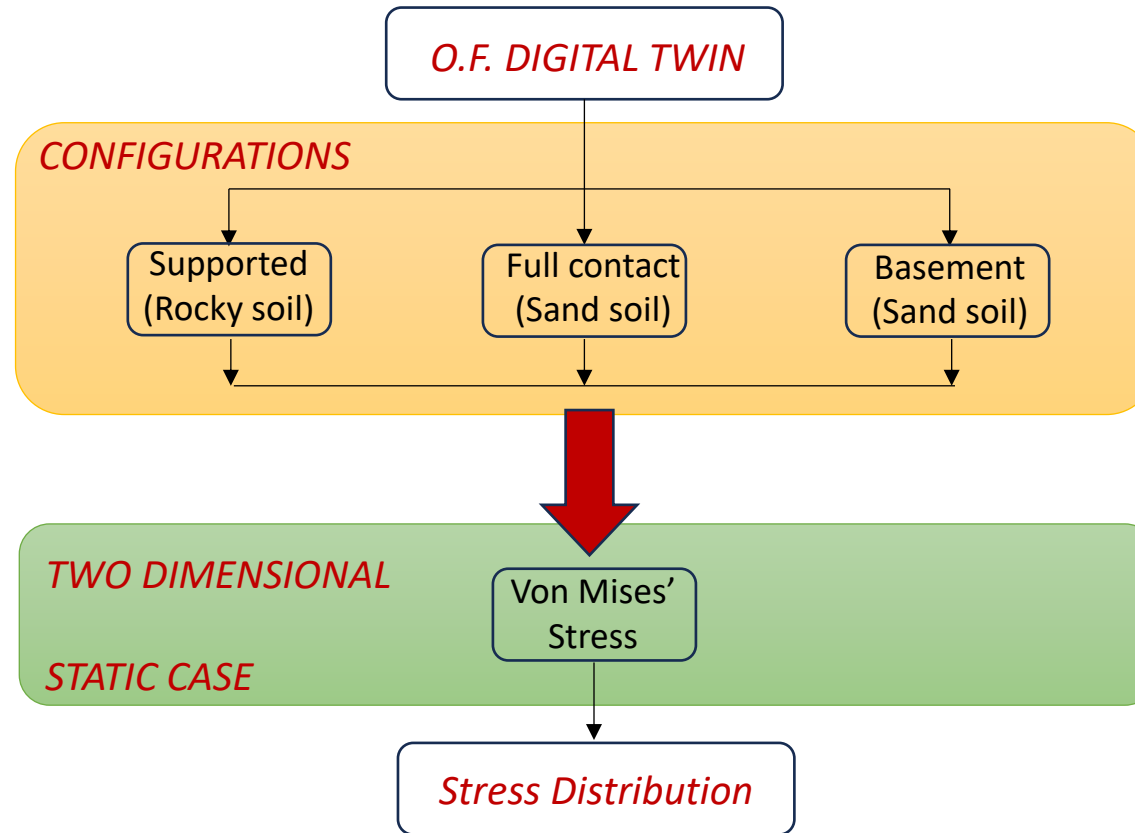 O.F. DIGITAL TWIN
CONFIGURATIONS
Supported
(Rocky soil)
Full contact
(Sand soil)
Basement
(Sand soil)
TWO DIMENSIONAL
STATIC CASE
Von Mises’
Stress
Stress Distribution